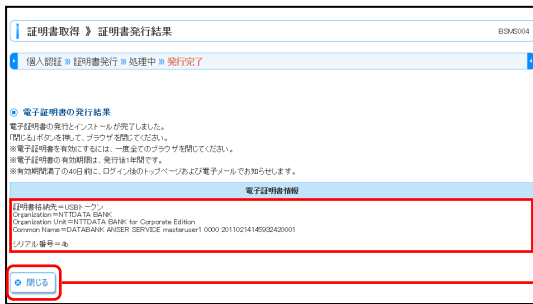 証明書取得 》 証明書発行結果
BSMS004
個人認証 » 証明書発行 » 処理中 » 発行完了
電子証明書の発行結果
電子証明書の発行とインストールが完了しました。
「閉じる」ボタンを押して、ブラウザを閉じてください。
※電子証明書を有効にするには、一度全てのブラウザを閉じてください。
※電子証明書の有効期限は、発行後1年間です。
※有効期間満了の40日前に、ログイン後のトップページおよび電子メールでお知らせします。
電子証明書情報
証明書格納先=USBトークン
Organization=NTTDATA BANK
Organization Unit=NTTDATA BANK for Corporate Edition
Common Name=DATABANK ANSER SERVICE masteruser1 0000 20110214145932420001
シリアル番号=4b
閉じる